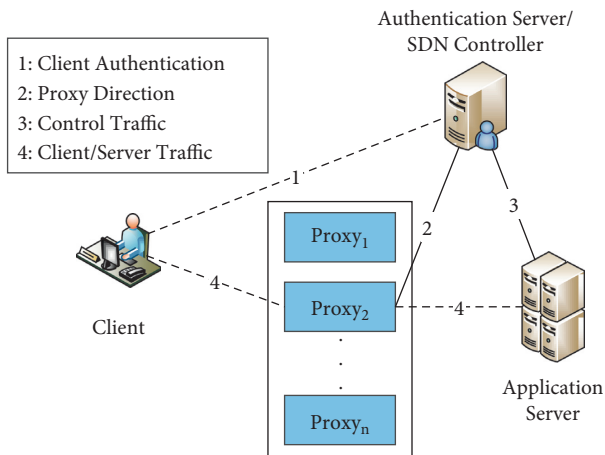 Authentication Server/
SDN Controller
1: Client Authentication
2: Proxy Direction
3: Control Traffic
4: Client/Server Traffic
1
2
3
4
4
Proxy₁
Proxy₂
Proxyₙ
Client
Application
Server